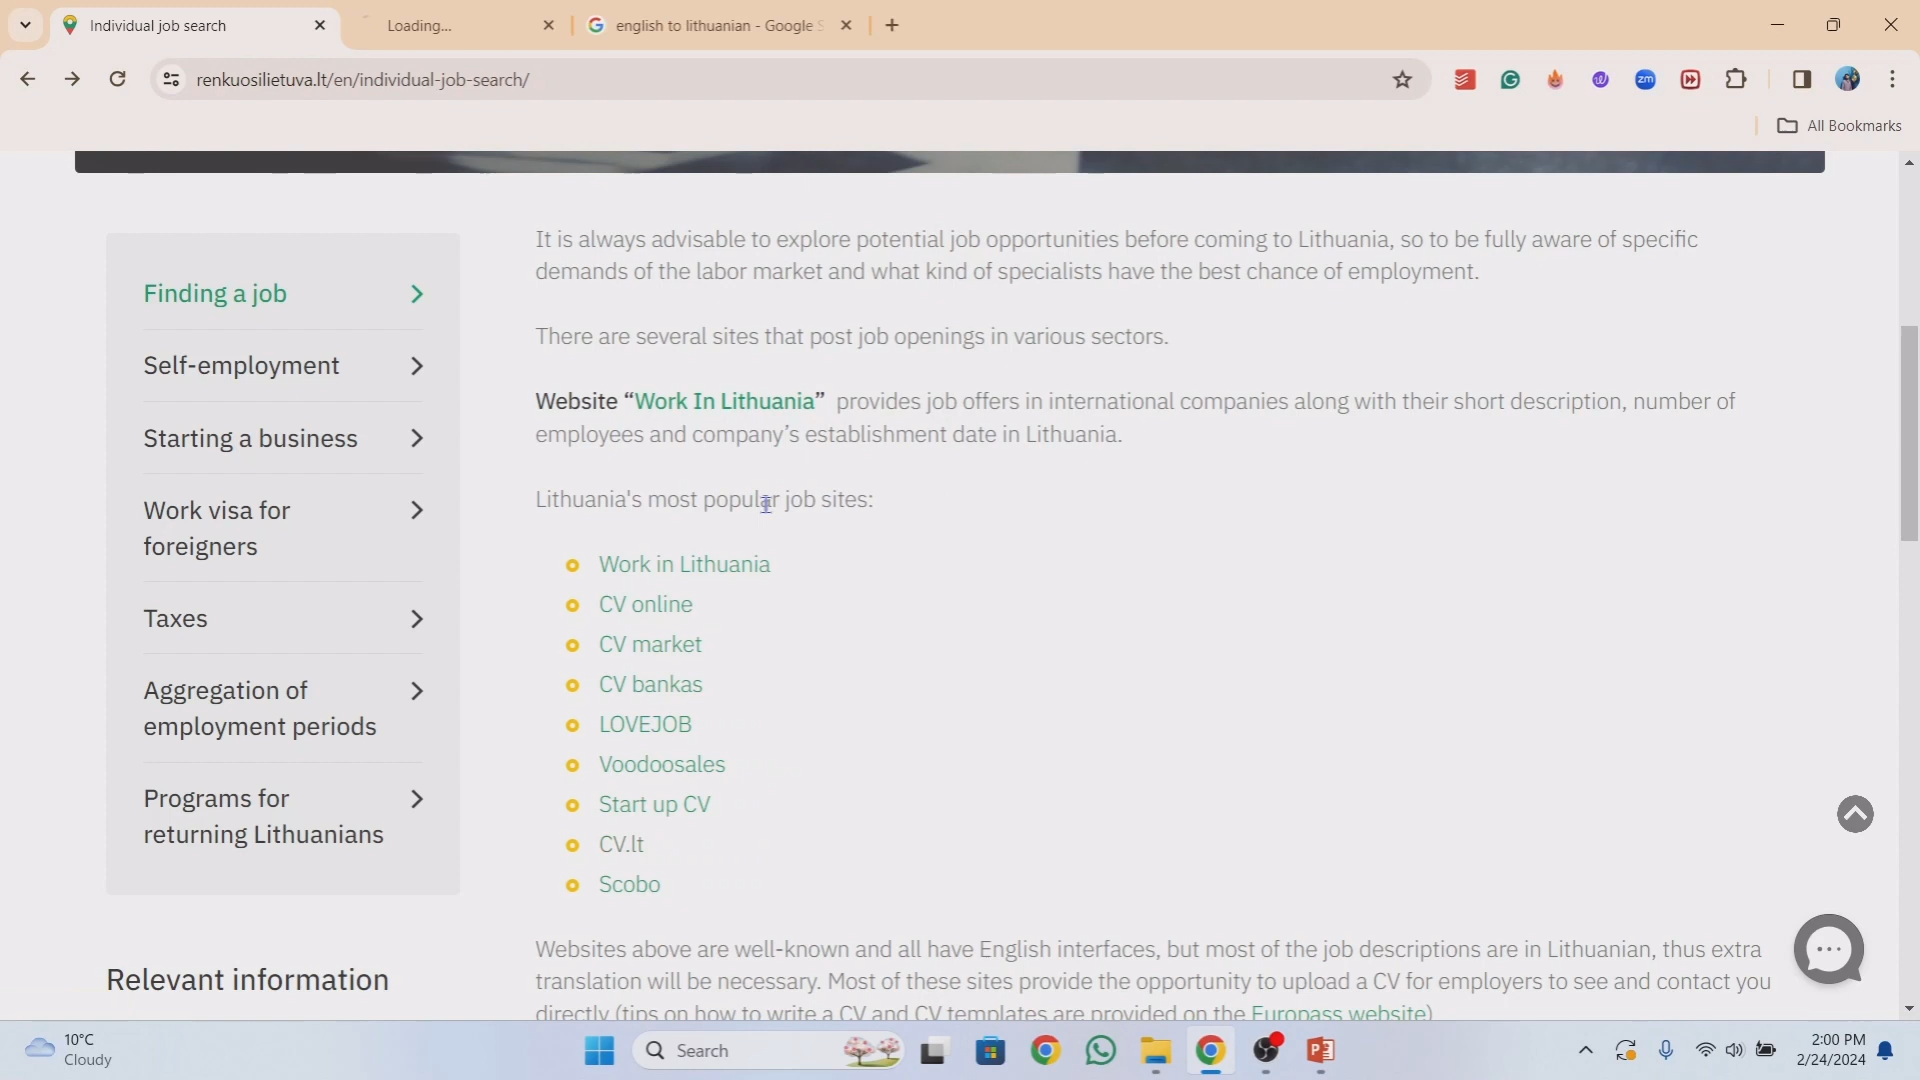 Individual job search
Loading...
english to lithuanian - Google
renkuosilietuva.lt/en/individual-job-search/
All Bookmarks
It is always advisable to explore potential job opportunities before coming to Lithuania, so to be fully aware of specific
demands of the labor market and what kind of specialists have the best chance of employment.
Finding a job
There are several sites that post job openings in various sectors.
Self-employment
Website “Work In Lithuania” provides job offers in international companies along with their short description, number of
employees and company’s establishment date in Lithuania.
Starting a business
Lithuania's most popular job sites:
Work visa for
foreigners
Work in Lithuania
CV online
Taxes
CV market
CV bankas
Aggregation of
employment periods
LOVEJOB
Voodoosales
Programs for
returning Lithuanians
Start up CV
CV.lt
Scobo
Websites above are well-known and all have English interfaces, but most of the job descriptions are in Lithuanian, thus extra
translation will be necessary. Most of these sites provide the opportunity to upload a CV for employers to see and contact you
directly (tips on how to write a CV and CV templates are provided on the Europass website)
Relevant information
10°C
Cloudy
Search
2:00 PM
2/24/2024
zm